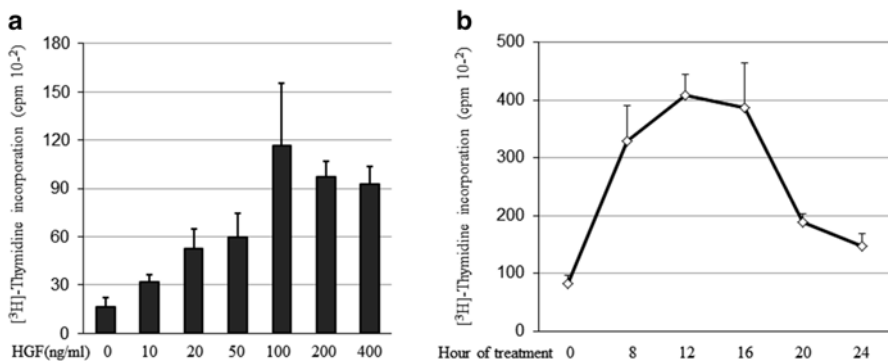 a
[³H]-Thymidine incorporation (cpm 10-²)
180
150
120
90
60
30
0
HGF(ng/ml) 0 10 20 50 100 200 400
b
[³H]-Thymidine incorporation (cpm 10-²)
500
400
300
200
100
0
Hour of treatment 0 8 12 16 20 24